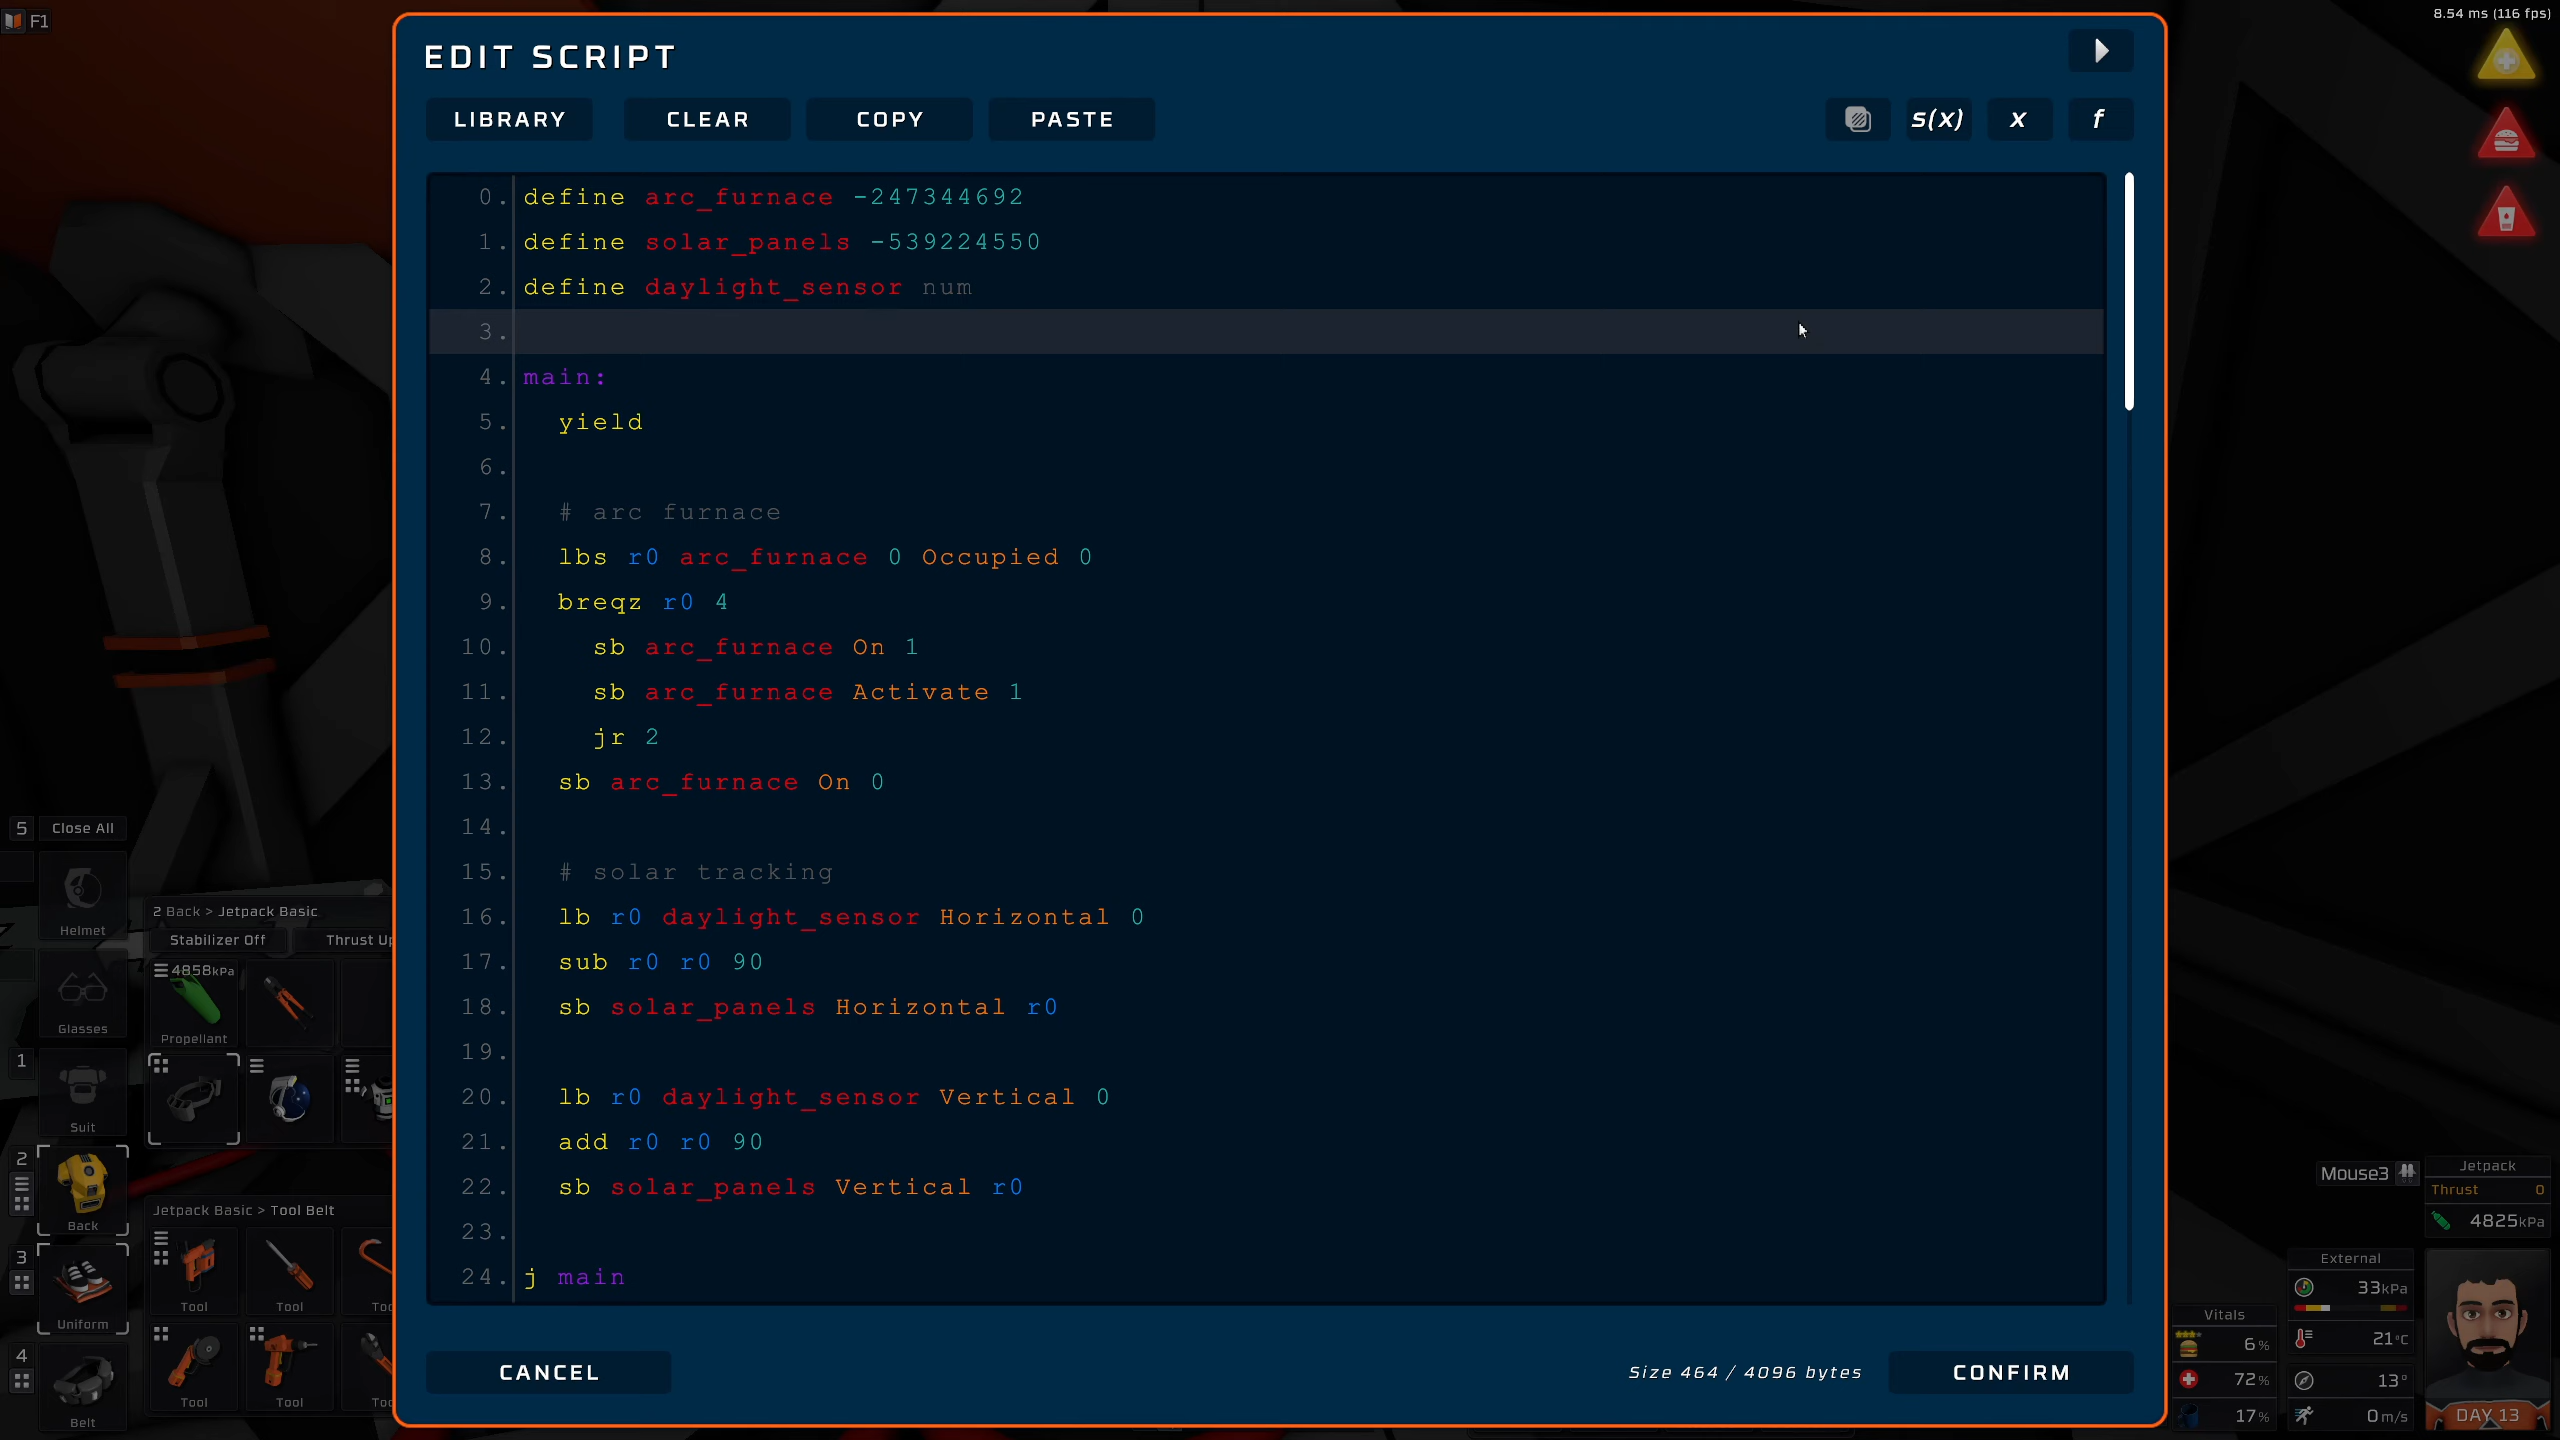 F1
8.54 ms (116 fps)
EDIT SCRIPT
LIBRARY CLEAR COPY PASTE s(x) x f
0. define arc_furnace -247344692
1. define solar_panels -539224550
2. define daylight_sensor num
3.
4. main:
5. yield
6.
7. # arc furnace
8. lbs r0 arc_furnace 0 Occupied 0
9. breqz r0 4
10. sb arc_furnace On 1
11. sb arc_furnace Activate 1
12. jr 2
13. sb arc_furnace On 0
14.
15. # solar tracking
16. lb r0 daylight_sensor Horizontal 0
17. sub r0 r0 90
18. sb solar_panels Horizontal r0
19.
20. lb r0 daylight_sensor Vertical 0
21. add r0 r0 90
22. sb solar_panels Vertical r0
23.
24. j main
CANCEL
Size 464 / 4096 bytes
CONFIRM
5 Close All
Helmet
Glasses
1
Suit
2
Back
3
Uniform
4
Belt
2 Back > Jetpack Basic
Stabilizer Off Thrust Up
4858kPa
Propellant
Jetpack Basic > Tool Belt
Tool Tool
Tool Tool
Mouse3
Jetpack
Thrust 0
4825kPa
External
33kPa
21°C
13°
0m/s
Vitals
6%
72%
17%
DAY 13